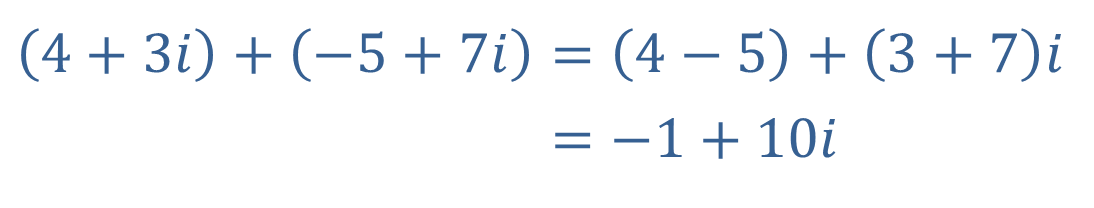 (4 + 3i) + (−5 + 7i) = (4 − 5) + (3 + 7)i
= −1 + 10i